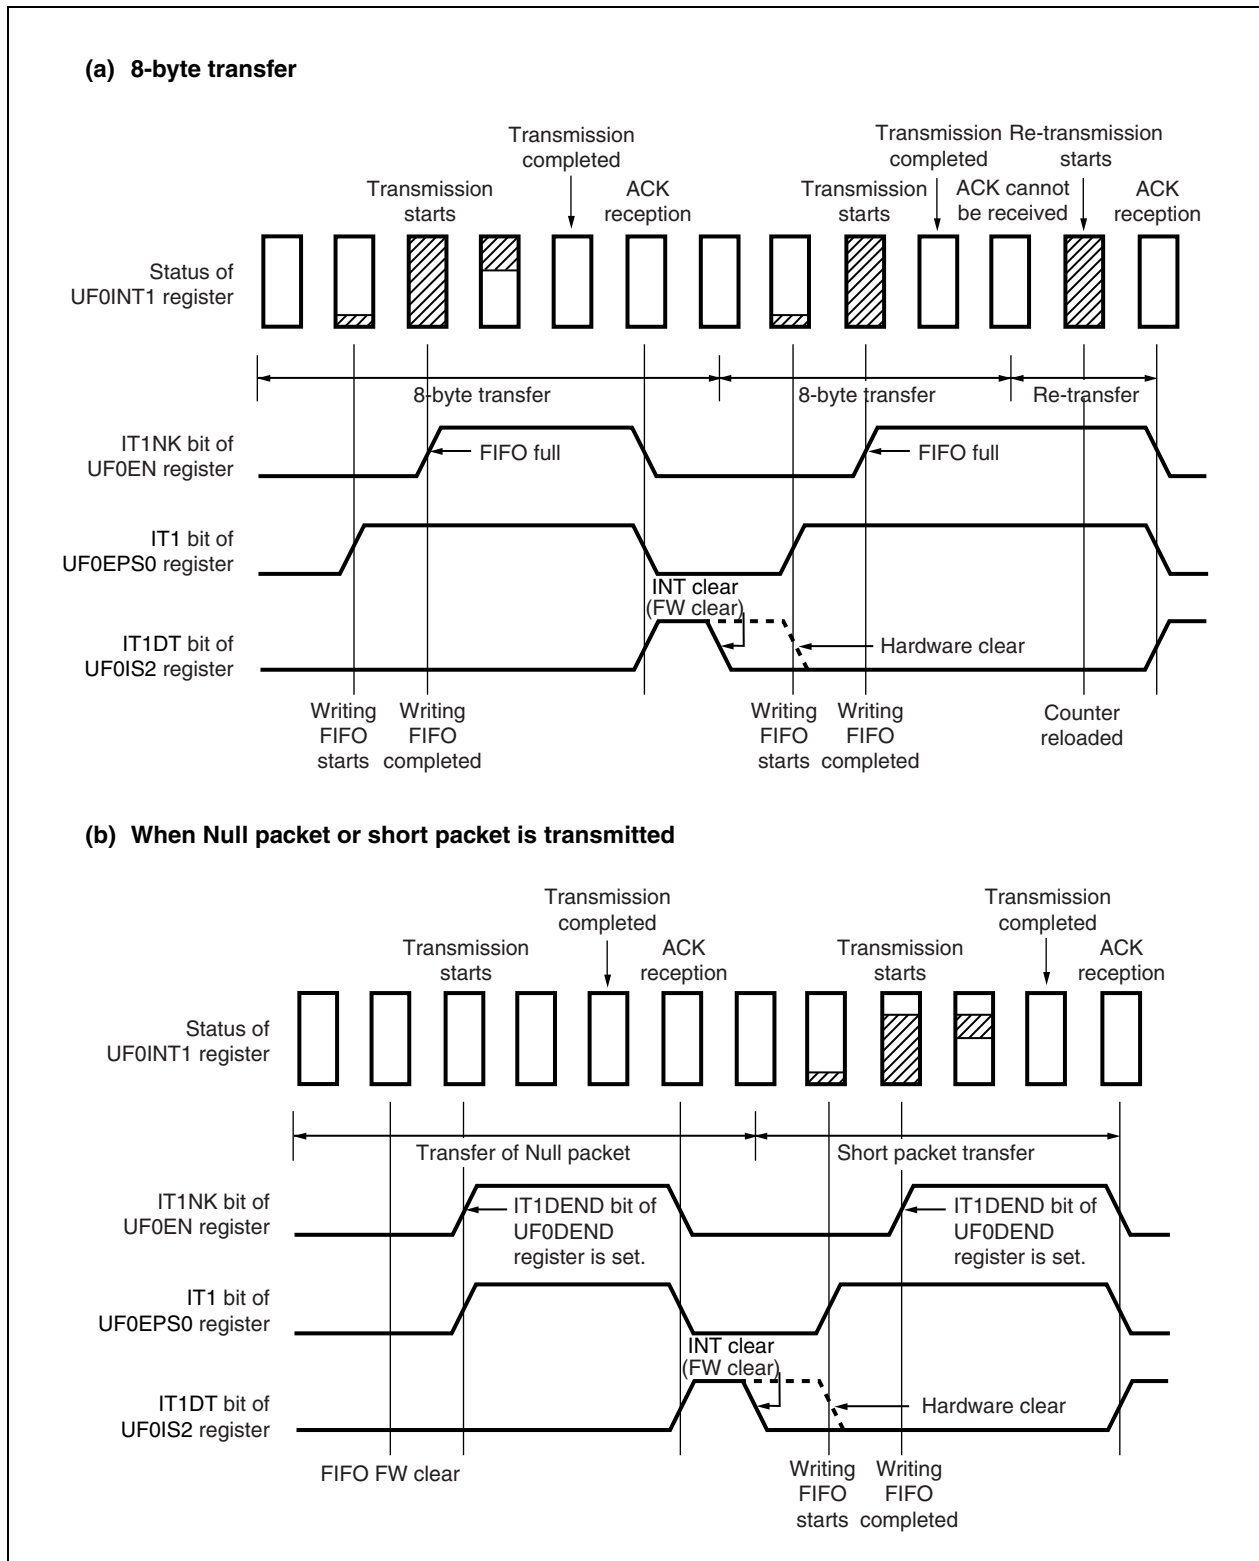 (a) 8-byte transfer
Transmission
completed
Transmission
completed
Re-transmission
starts
Transmission
starts
ACK
reception
Transmission
starts
ACK cannot
be received
ACK
reception
Status of
UF0INT1 register
8-byte transfer
8-byte transfer
Re-transfer
IT1NK bit of
UF0EN register
FIFO full
FIFO full
IT1 bit of
UF0EPS0 register
INT clear
(FW clear)
IT1DT bit of
UF0IS2 register
Hardware clear
Writing
FIFO
starts
Writing
FIFO
completed
Writing
FIFO
starts
Writing
FIFO
completed
Counter
reloaded
(b) When Null packet or short packet is transmitted
Transmission
completed
Transmission
completed
Transmission
starts
ACK
reception
Transmission
starts
ACK
reception
Status of
UF0INT1 register
Transfer of Null packet
Short packet transfer
IT1NK bit of
UF0EN register
IT1DEND bit of
UF0DEND
register is set.
IT1DEND bit of
UF0DEND
register is set.
IT1 bit of
UF0EPS0 register
INT clear
(FW clear)
IT1DT bit of
UF0IS2 register
Hardware clear
FIFO FW clear
Writing
FIFO
starts
Writing
FIFO
completed